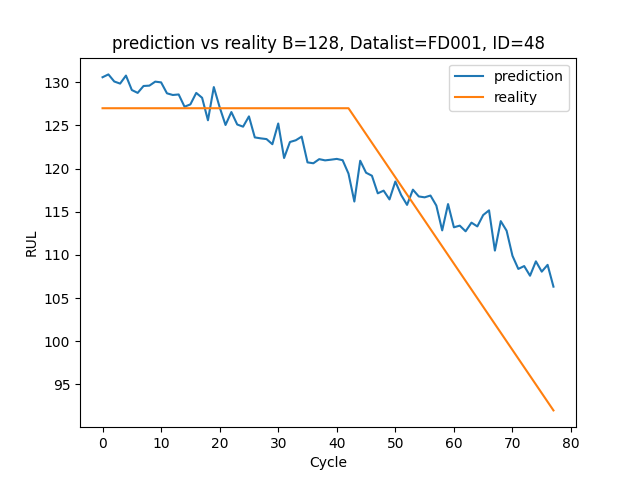 prediction vs reality B=128, Datalist=FD001, ID=48
prediction
reality
130
125
120
115
110
105
100
95
RUL
0 10 20 30 40 50 60 70 80
Cycle